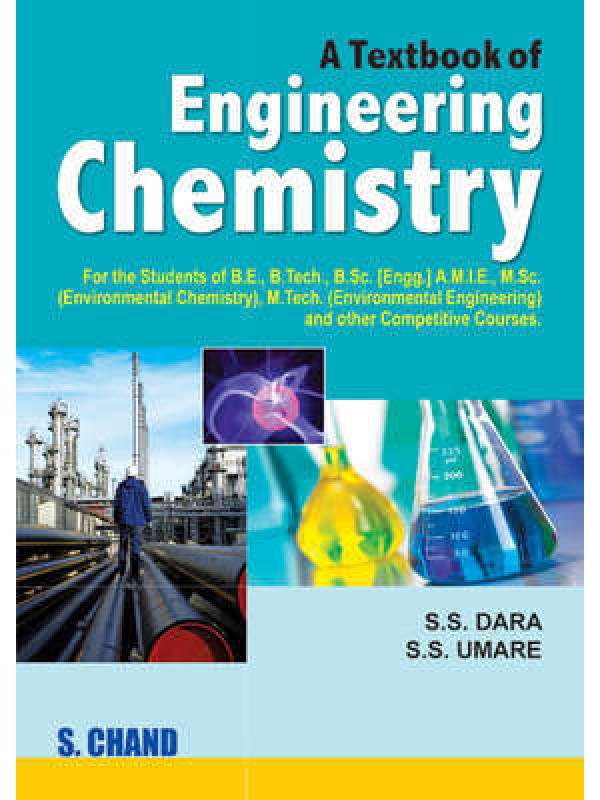 A Textbook of
Engineering
Chemistry
For the Students of B.E., B.Tech., B.Sc. [Engg.] A.M.I.E., M.Sc.
(Environmental Chemistry), M.Tech. (Environmental Engineering)
and other Competitive Courses.
200
S.S. DARA
S.S. UMARE
S. CHAND